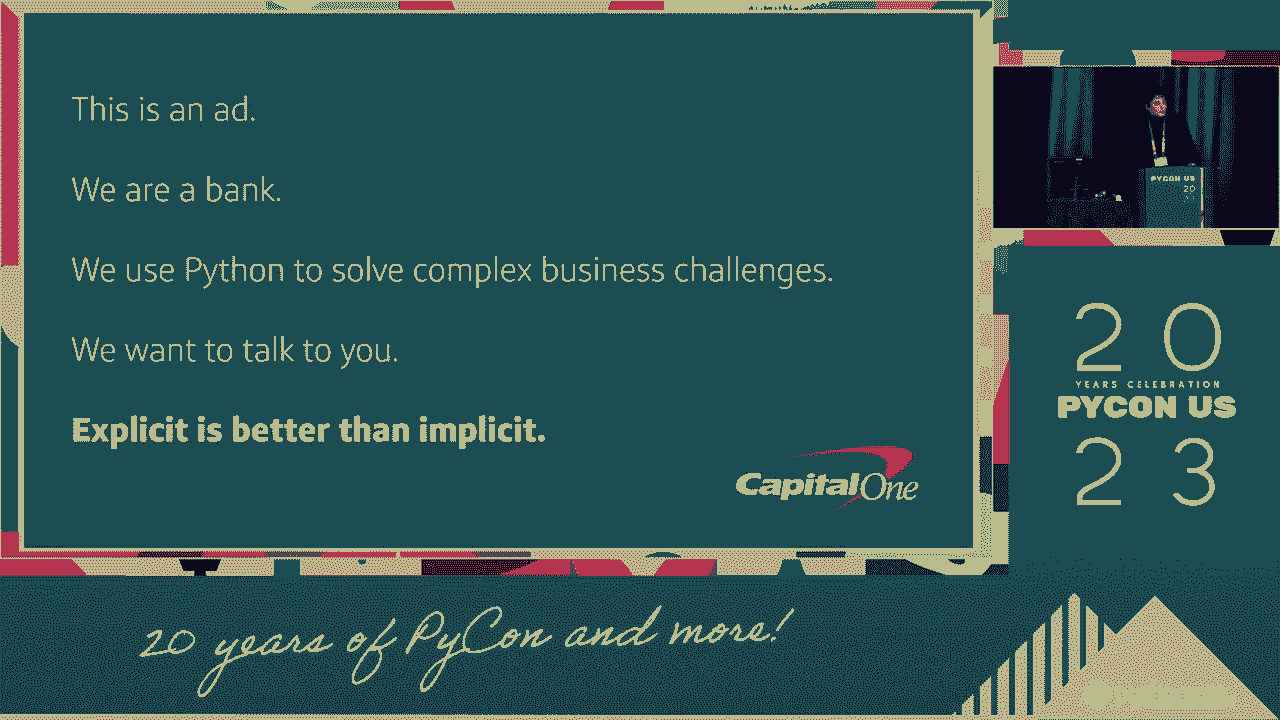 This is an ad.
We are a bank.
We use Python to solve complex business challenges.
We want to talk to you.
Explicit is better than implicit.
CapitalOne
PYCON US
20
20
YEARS CELEBRATION
PYCON US
23
20 years of PyCon and more!